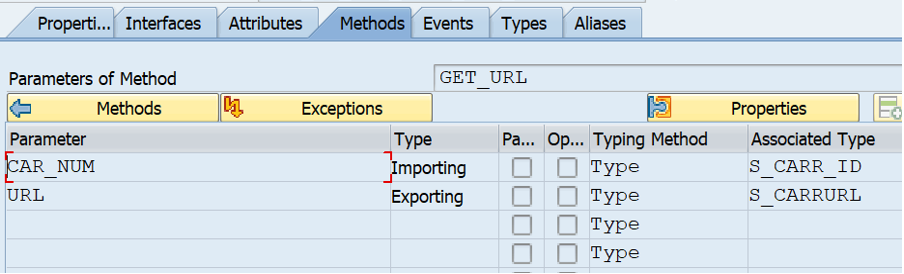 Properti... Interfaces Attributes Methods Events Types Aliases
Parameters of Method GET_URL
Methods Exceptions Properties
Parameter Type Pa... Op... Typing Method Associated Type
CAR_NUM Importing Type S_CARR_ID
URL Exporting Type S_CARRURL
Type
Type